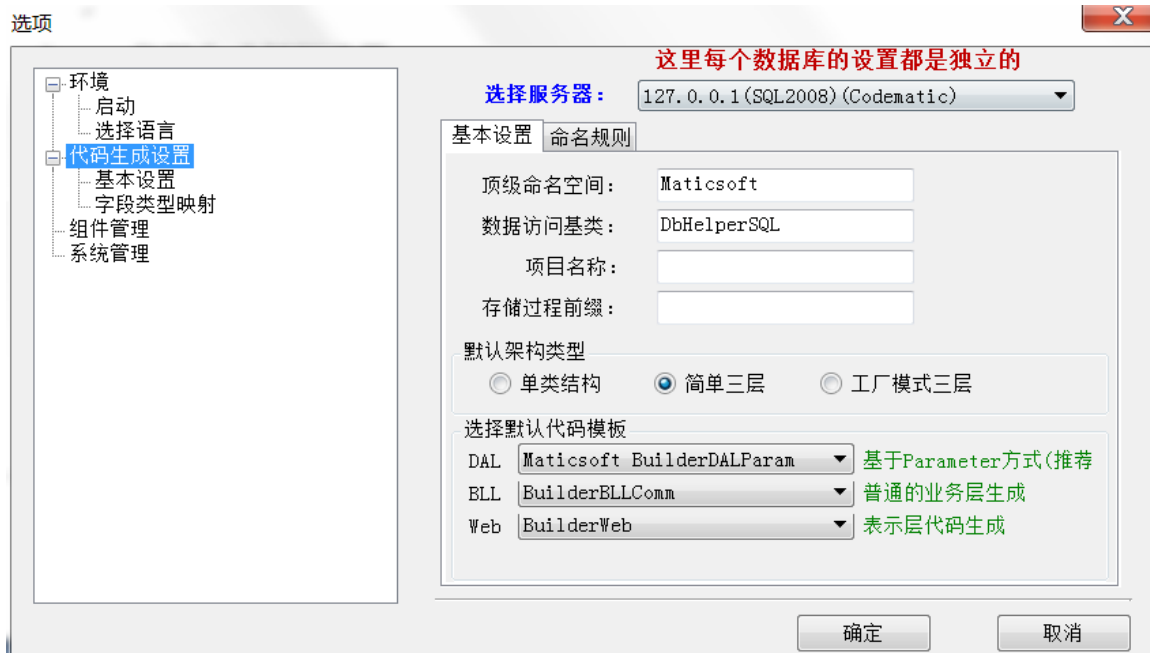 选项
X
环境
启动
选择语言
代码生成设置
基本设置
字段类型映射
组件管理
系统管理
这里每个数据库的设置都是独立的
选择服务器: 127.0.0.1(SQL2008)(Codematic)
基本设置 命名规则
顶级命名空间: Maticsoft
数据访问基类: DbHelperSQL
项目名称:
存储过程前缀:
默认架构类型
单类结构 简单三层 工厂模式三层
选择默认代码模板
DAL Maticsoft BuilderDALParam 基于Parameter方式(推荐
BLL BuilderBLLComm 普通的业务层生成
Web BuilderWeb 表示层代码生成
确定 取消